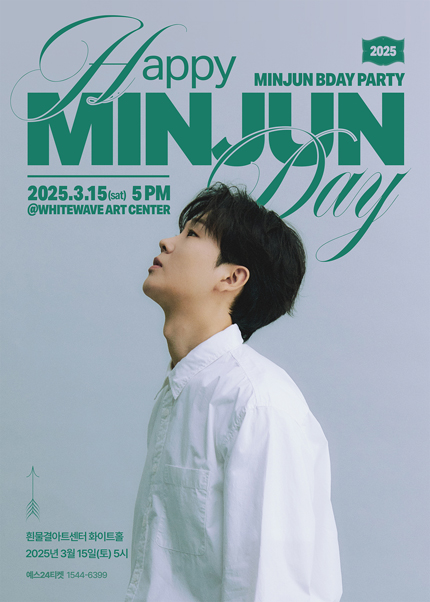 2025
Happy
MINJUN BDAY PARTY
MINJUN
Day
2025.3.15(sat) 5 PM
@WHITEWAVE ART CENTER
흰물결아트센터 화이트홀
2025년 3월 15일(토) 5시
예스24티켓 1544-6399